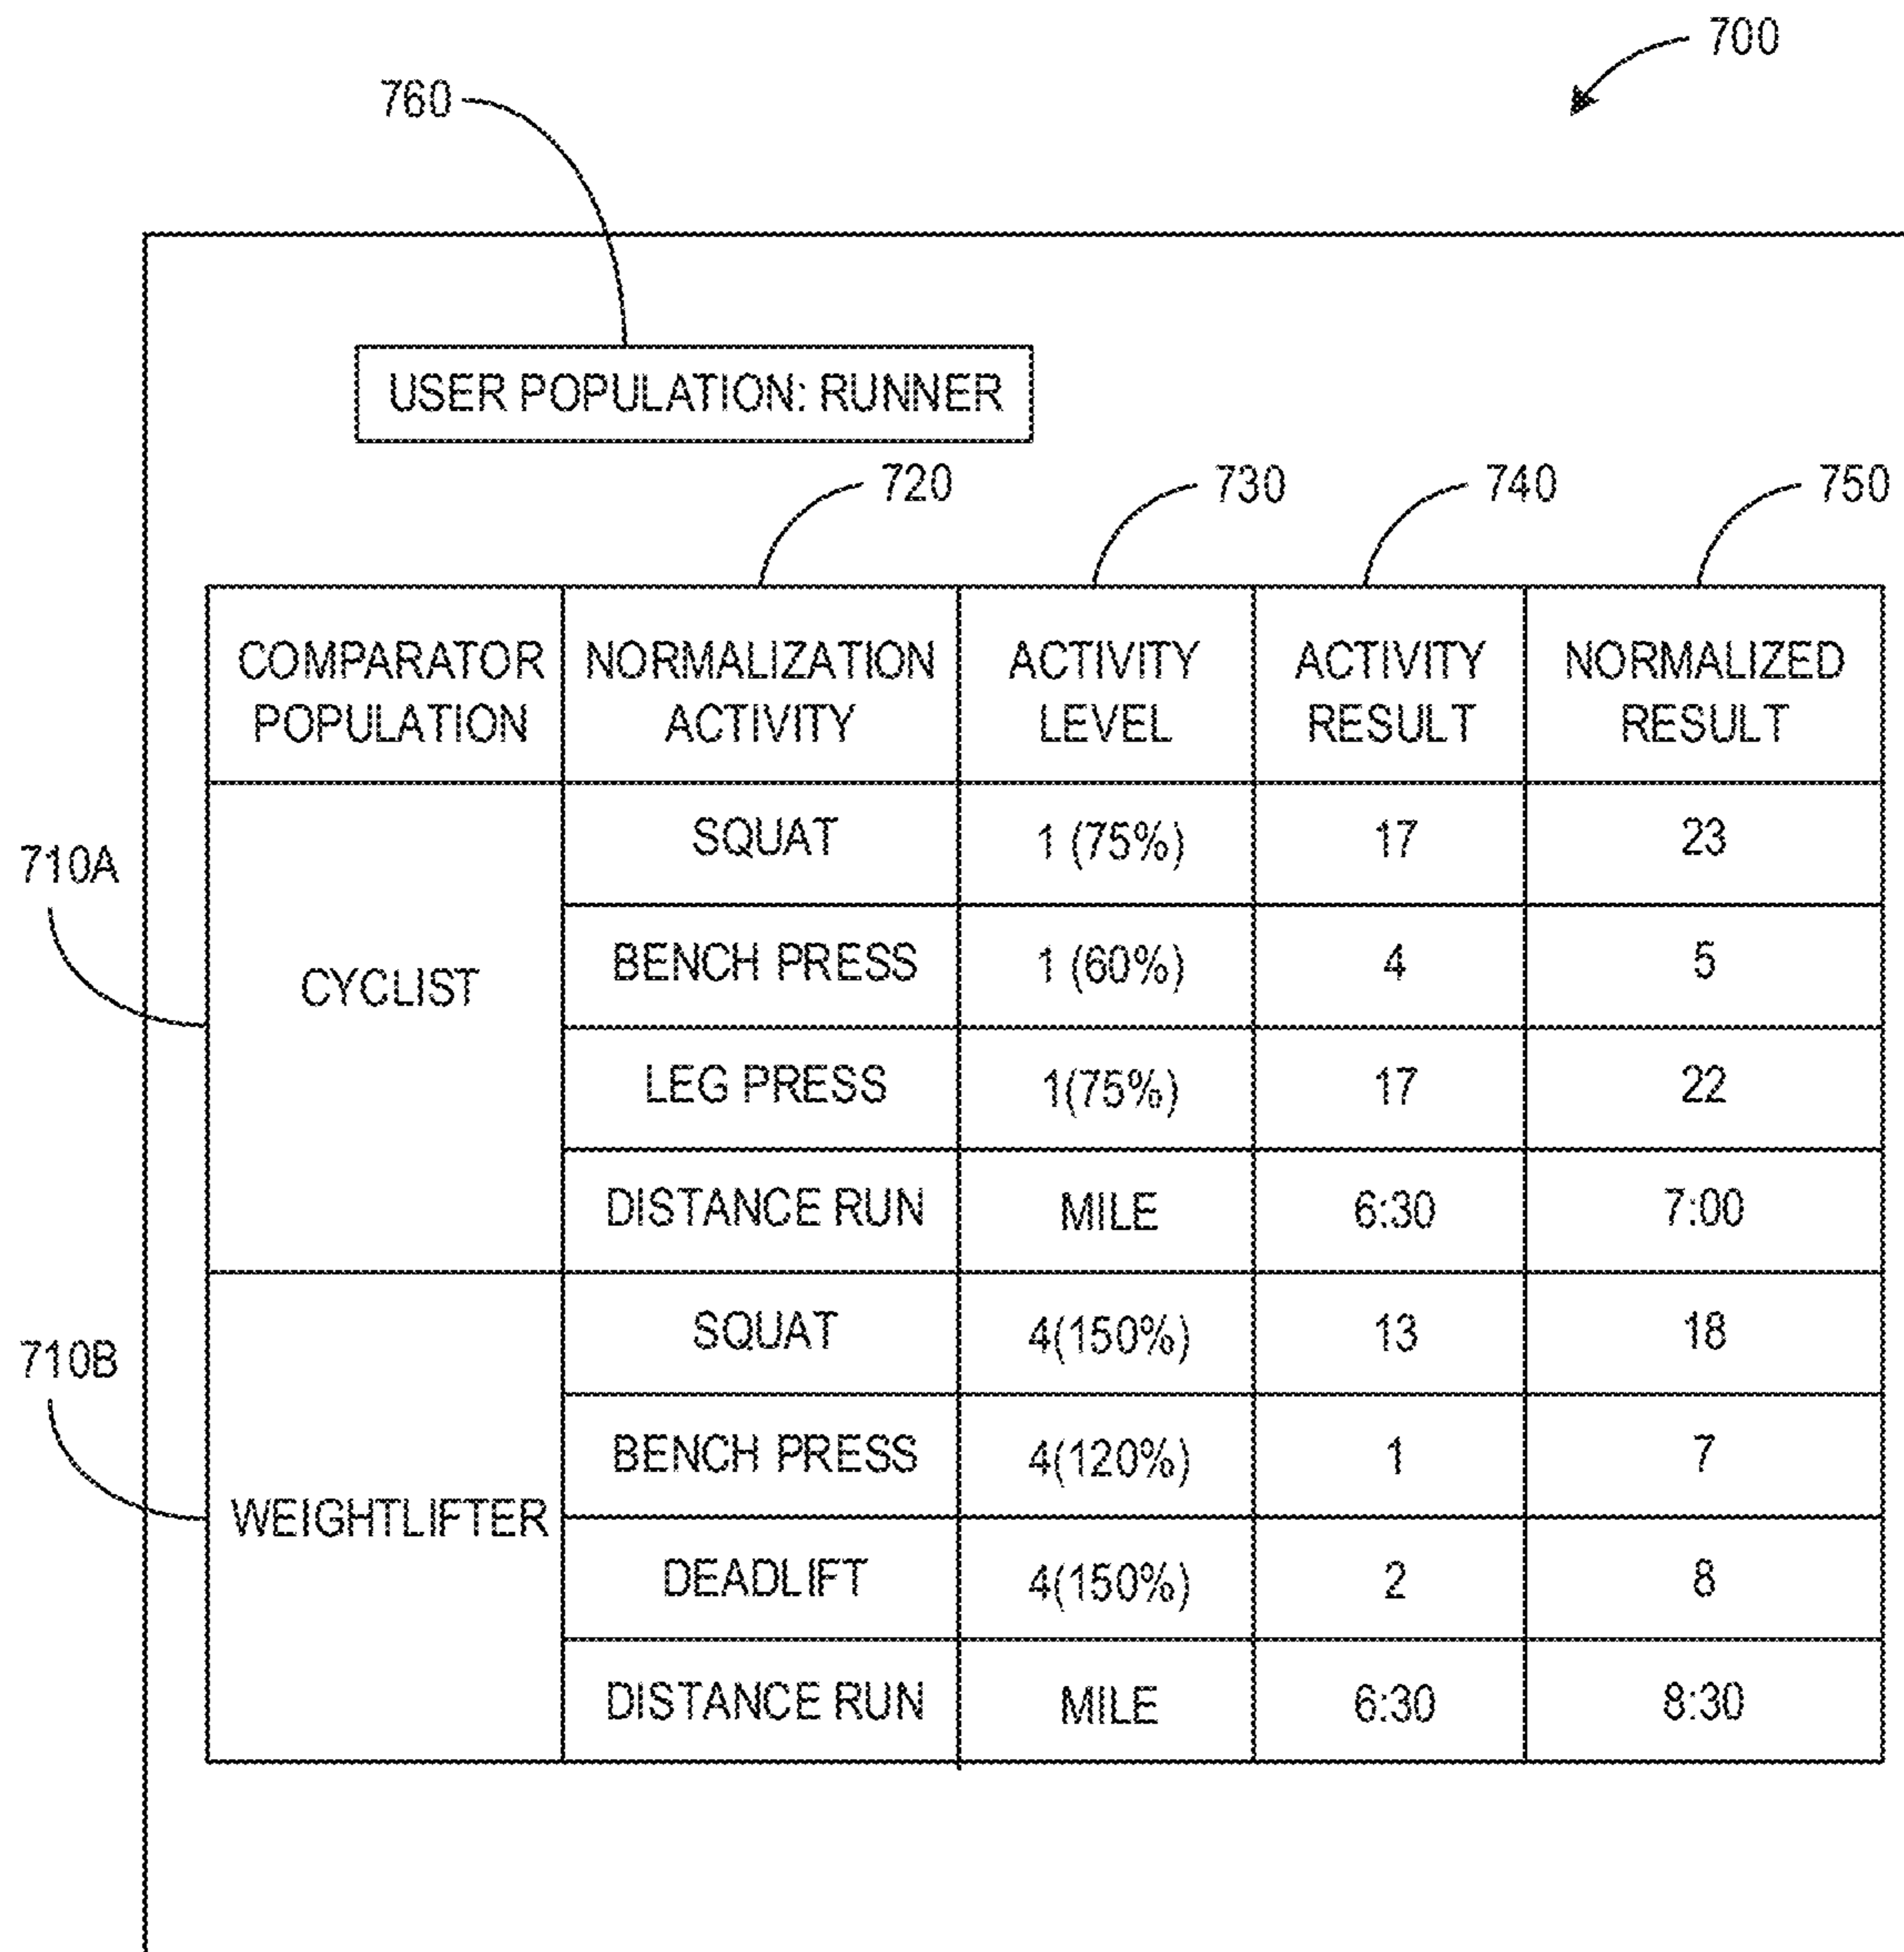 700
760
USER POPULATION: RUNNER
720 730 740 750
COMPARATOR POPULATION NORMALIZATION ACTIVITY ACTIVITY LEVEL ACTIVITY RESULT NORMALIZED RESULT
710A
CYCLIST
SQUAT 1 (75%) 17 23
BENCH PRESS 1 (60%) 4 5
LEG PRESS 1(75%) 17 22
DISTANCE RUN MILE 6:30 7:00
710B
WEIGHTLIFTER
SQUAT 4(150%) 13 18
BENCH PRESS 4(120%) 1 7
DEADLIFT 4(150%) 2 8
DISTANCE RUN MILE 6:30 8:30